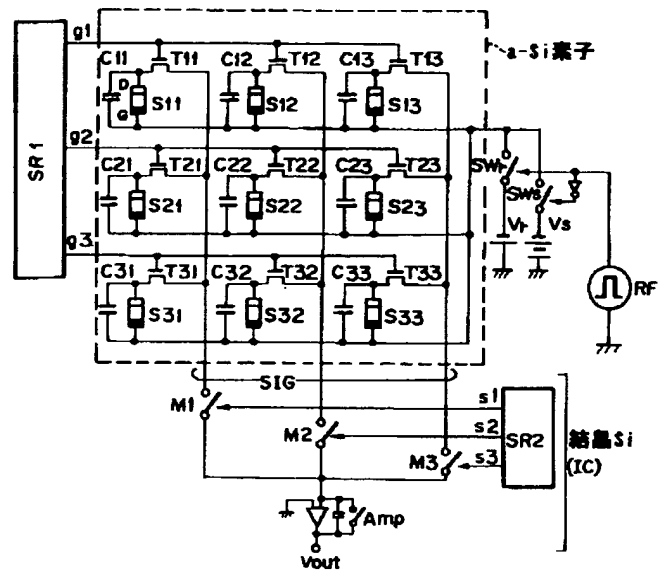 g1
C11 T11 C12 T12 C13 T13
a-Si素子
D
G
S11 S12 S13
SR1
g2
C21 T21 C22 T22 C23 T23
SWr
SWs
S21 S22 S23
Vr Vs
g3
C31 T31 C32 T32 C33 T33
RF
S31 S32 S33
SIG
M1 s1
M2 s2 SR2 結晶Si
M3 s3 (IC)
Amp
Vout